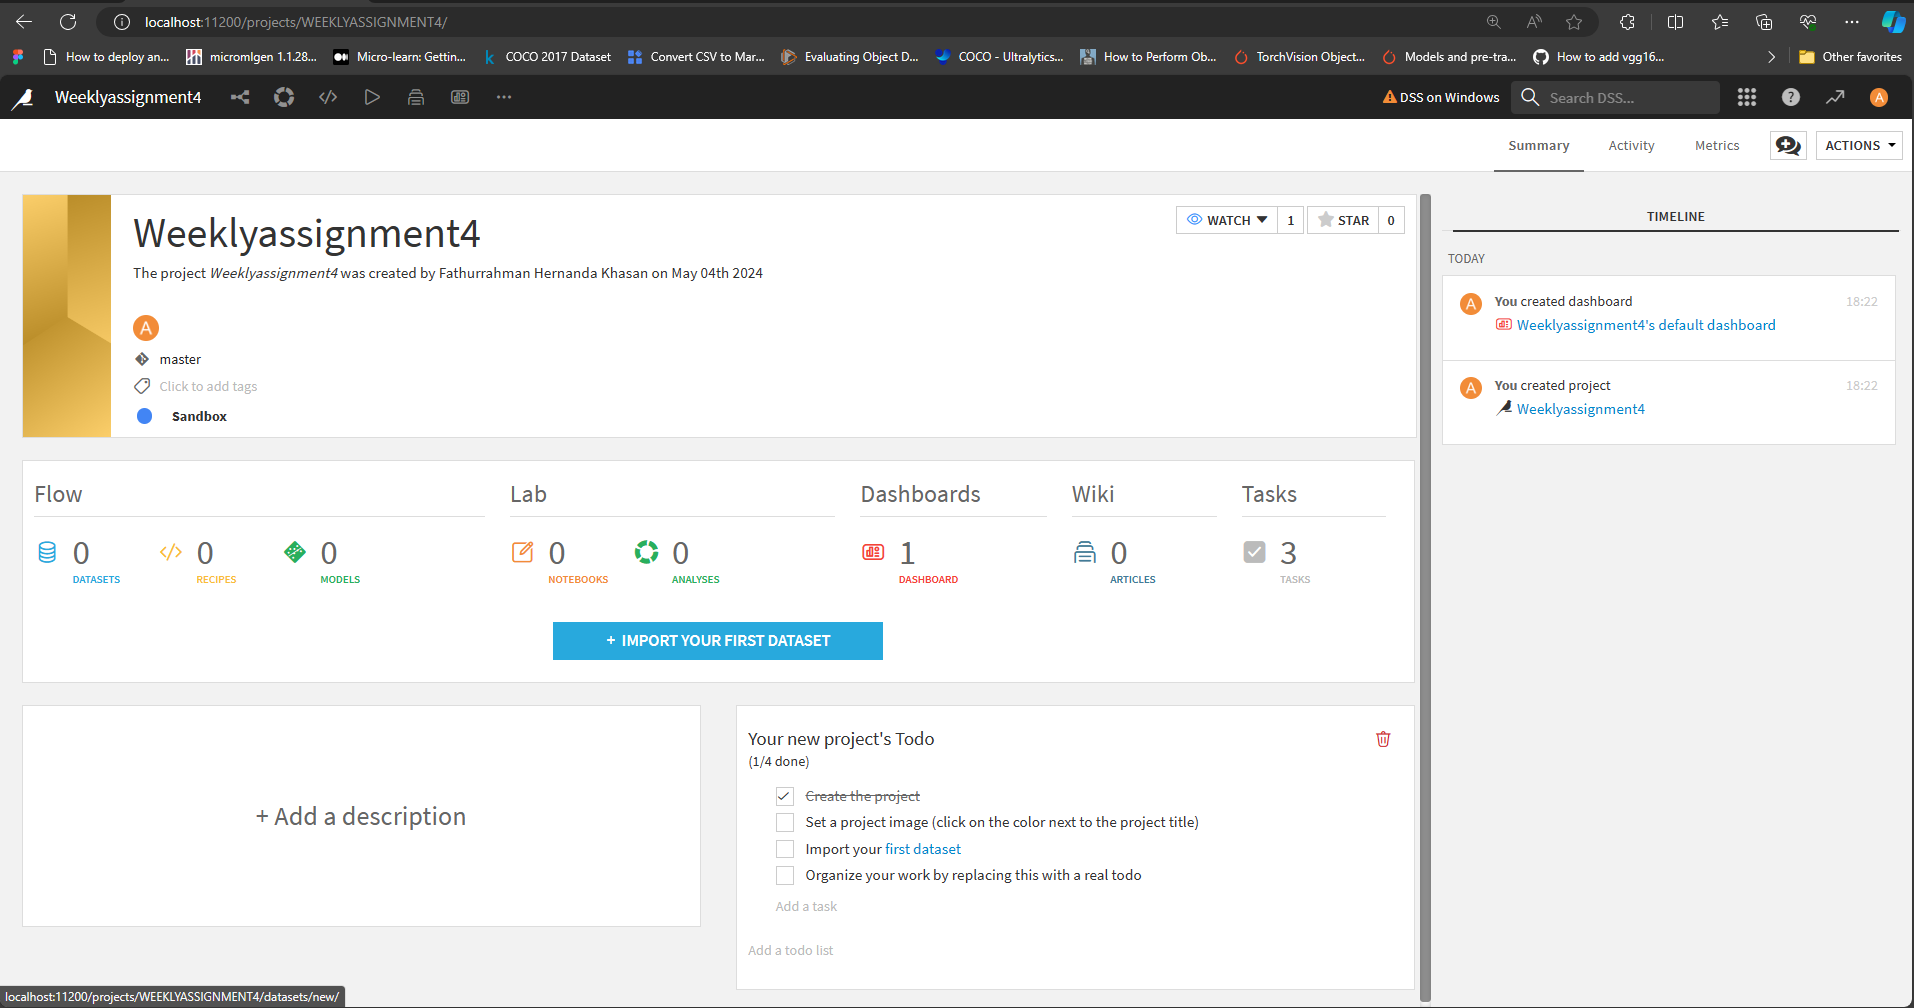 localhost:11200/projects/WEEKLYASSIGNMENT4/
How to deploy an... micromlgen 1.1.28... Micro-learn: Gettin... COCO 2017 Dataset Convert CSV to Mar... Evaluating Object D... COCO - Ultralytics... How to Perform Ob... TorchVision Object... Models and pre-tra... How to add vgg16... Other favorites
Weeklyassignment4 DSS on Windows Search DSS... A
Summary Activity Metrics ACTIONS
Weeklyassignment4
WATCH 1 STAR 0
The project Weeklyassignment4 was created by Fathurrahman Hernanda Khasan on May 04th 2024
A
master
Click to add tags
Sandbox
TIMELINE
TODAY
A You created dashboard 18:22
Weeklyassignment4's default dashboard
A You created project 18:22
Weeklyassignment4
Flow Lab Dashboards Wiki Tasks
0 0 0 0 0 1 0 3
DATASETS RECIPES MODELS NOTEBOOKS ANALYSES DASHBOARD ARTICLES TASKS
+ IMPORT YOUR FIRST DATASET
+ Add a description
Your new project's Todo
(1/4 done)
Create the project
Set a project image (click on the color next to the project title)
Import your first dataset
Organize your work by replacing this with a real todo
Add a task
Add a todo list
localhost:11200/projects/WEEKLYASSIGNMENT4/datasets/new/